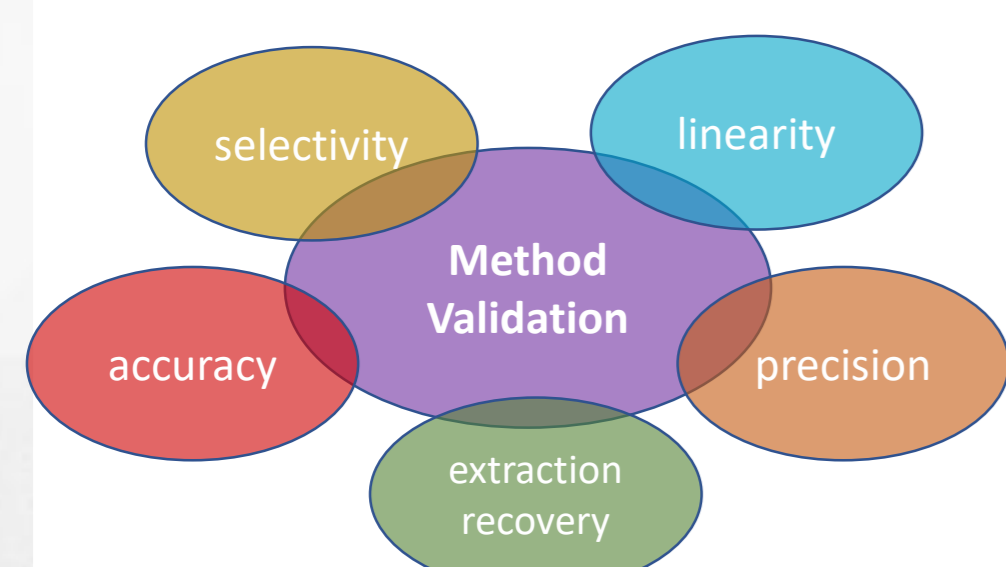 selectivity
linearity
Method
Validation
accuracy
precision
extraction
recovery